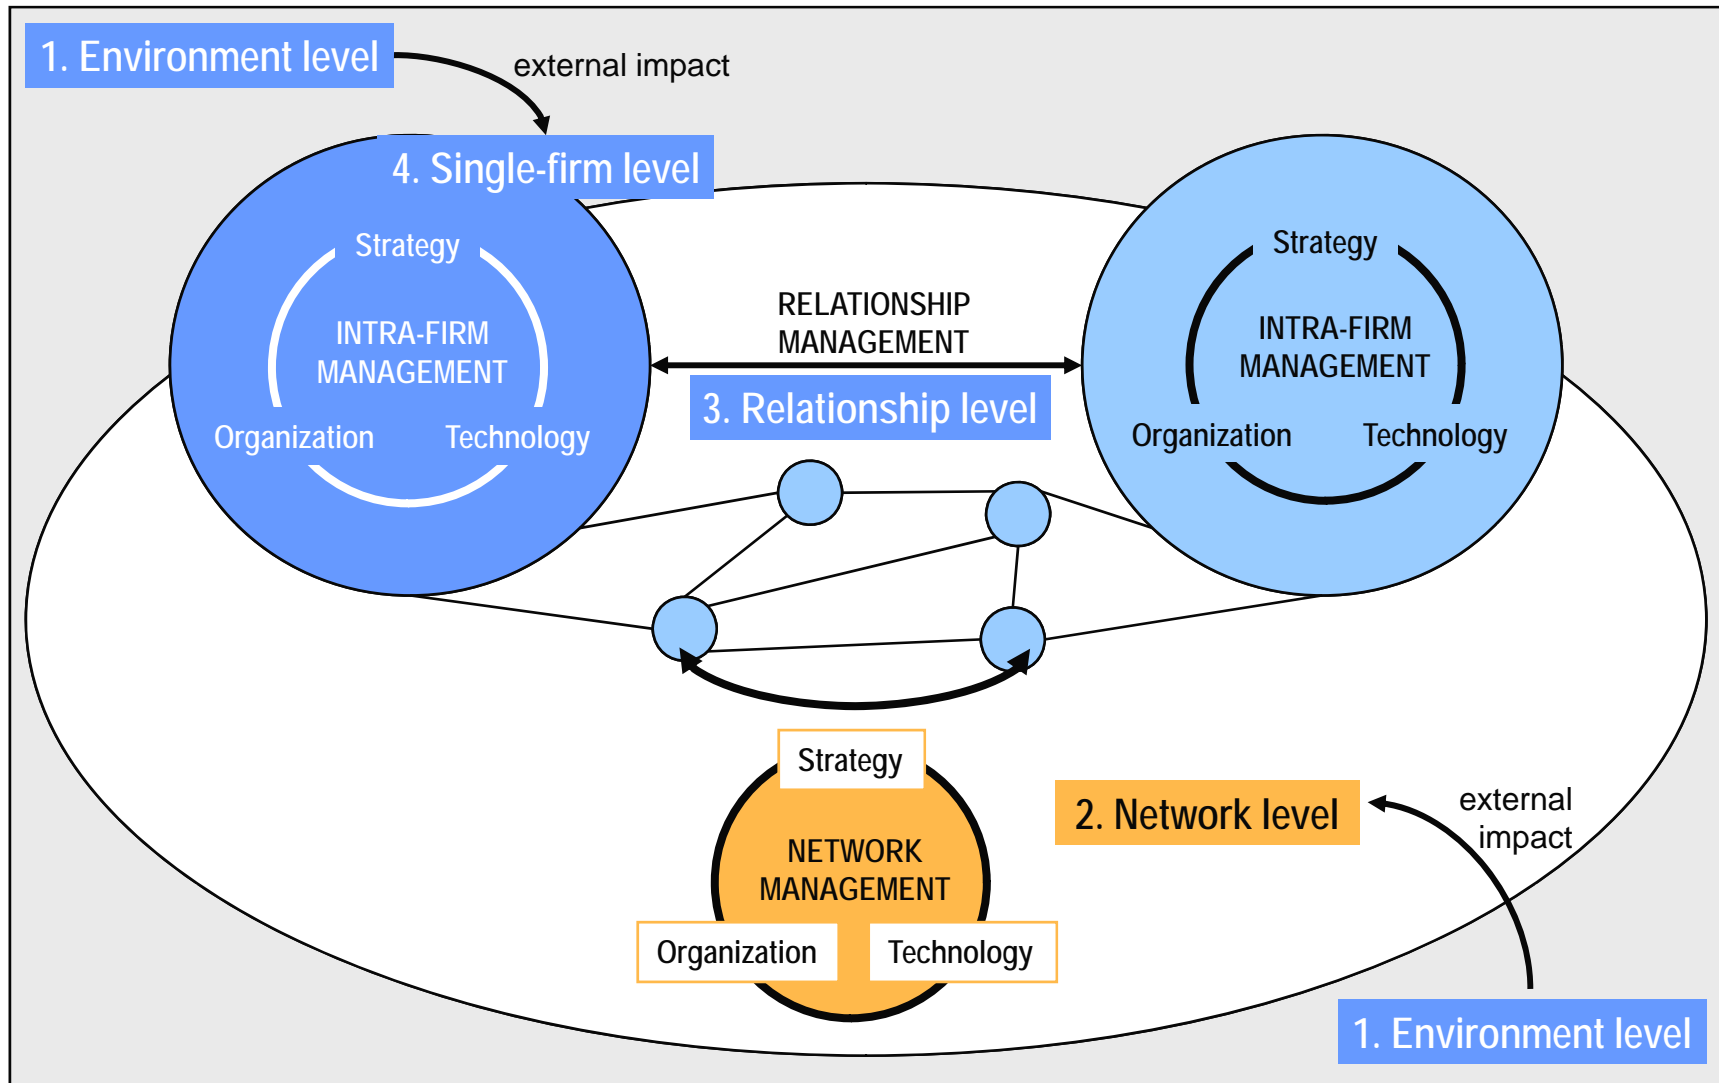 1. Environment level
external impact
4. Single-firm level
Strategy
INTRA-FIRM
MANAGEMENT
Organization
Technology
RELATIONSHIP
MANAGEMENT
3. Relationship level
Strategy
INTRA-FIRM
MANAGEMENT
Organization
Technology
Strategy
NETWORK
MANAGEMENT
Organization
Technology
2. Network level
external
impact
1. Environment level